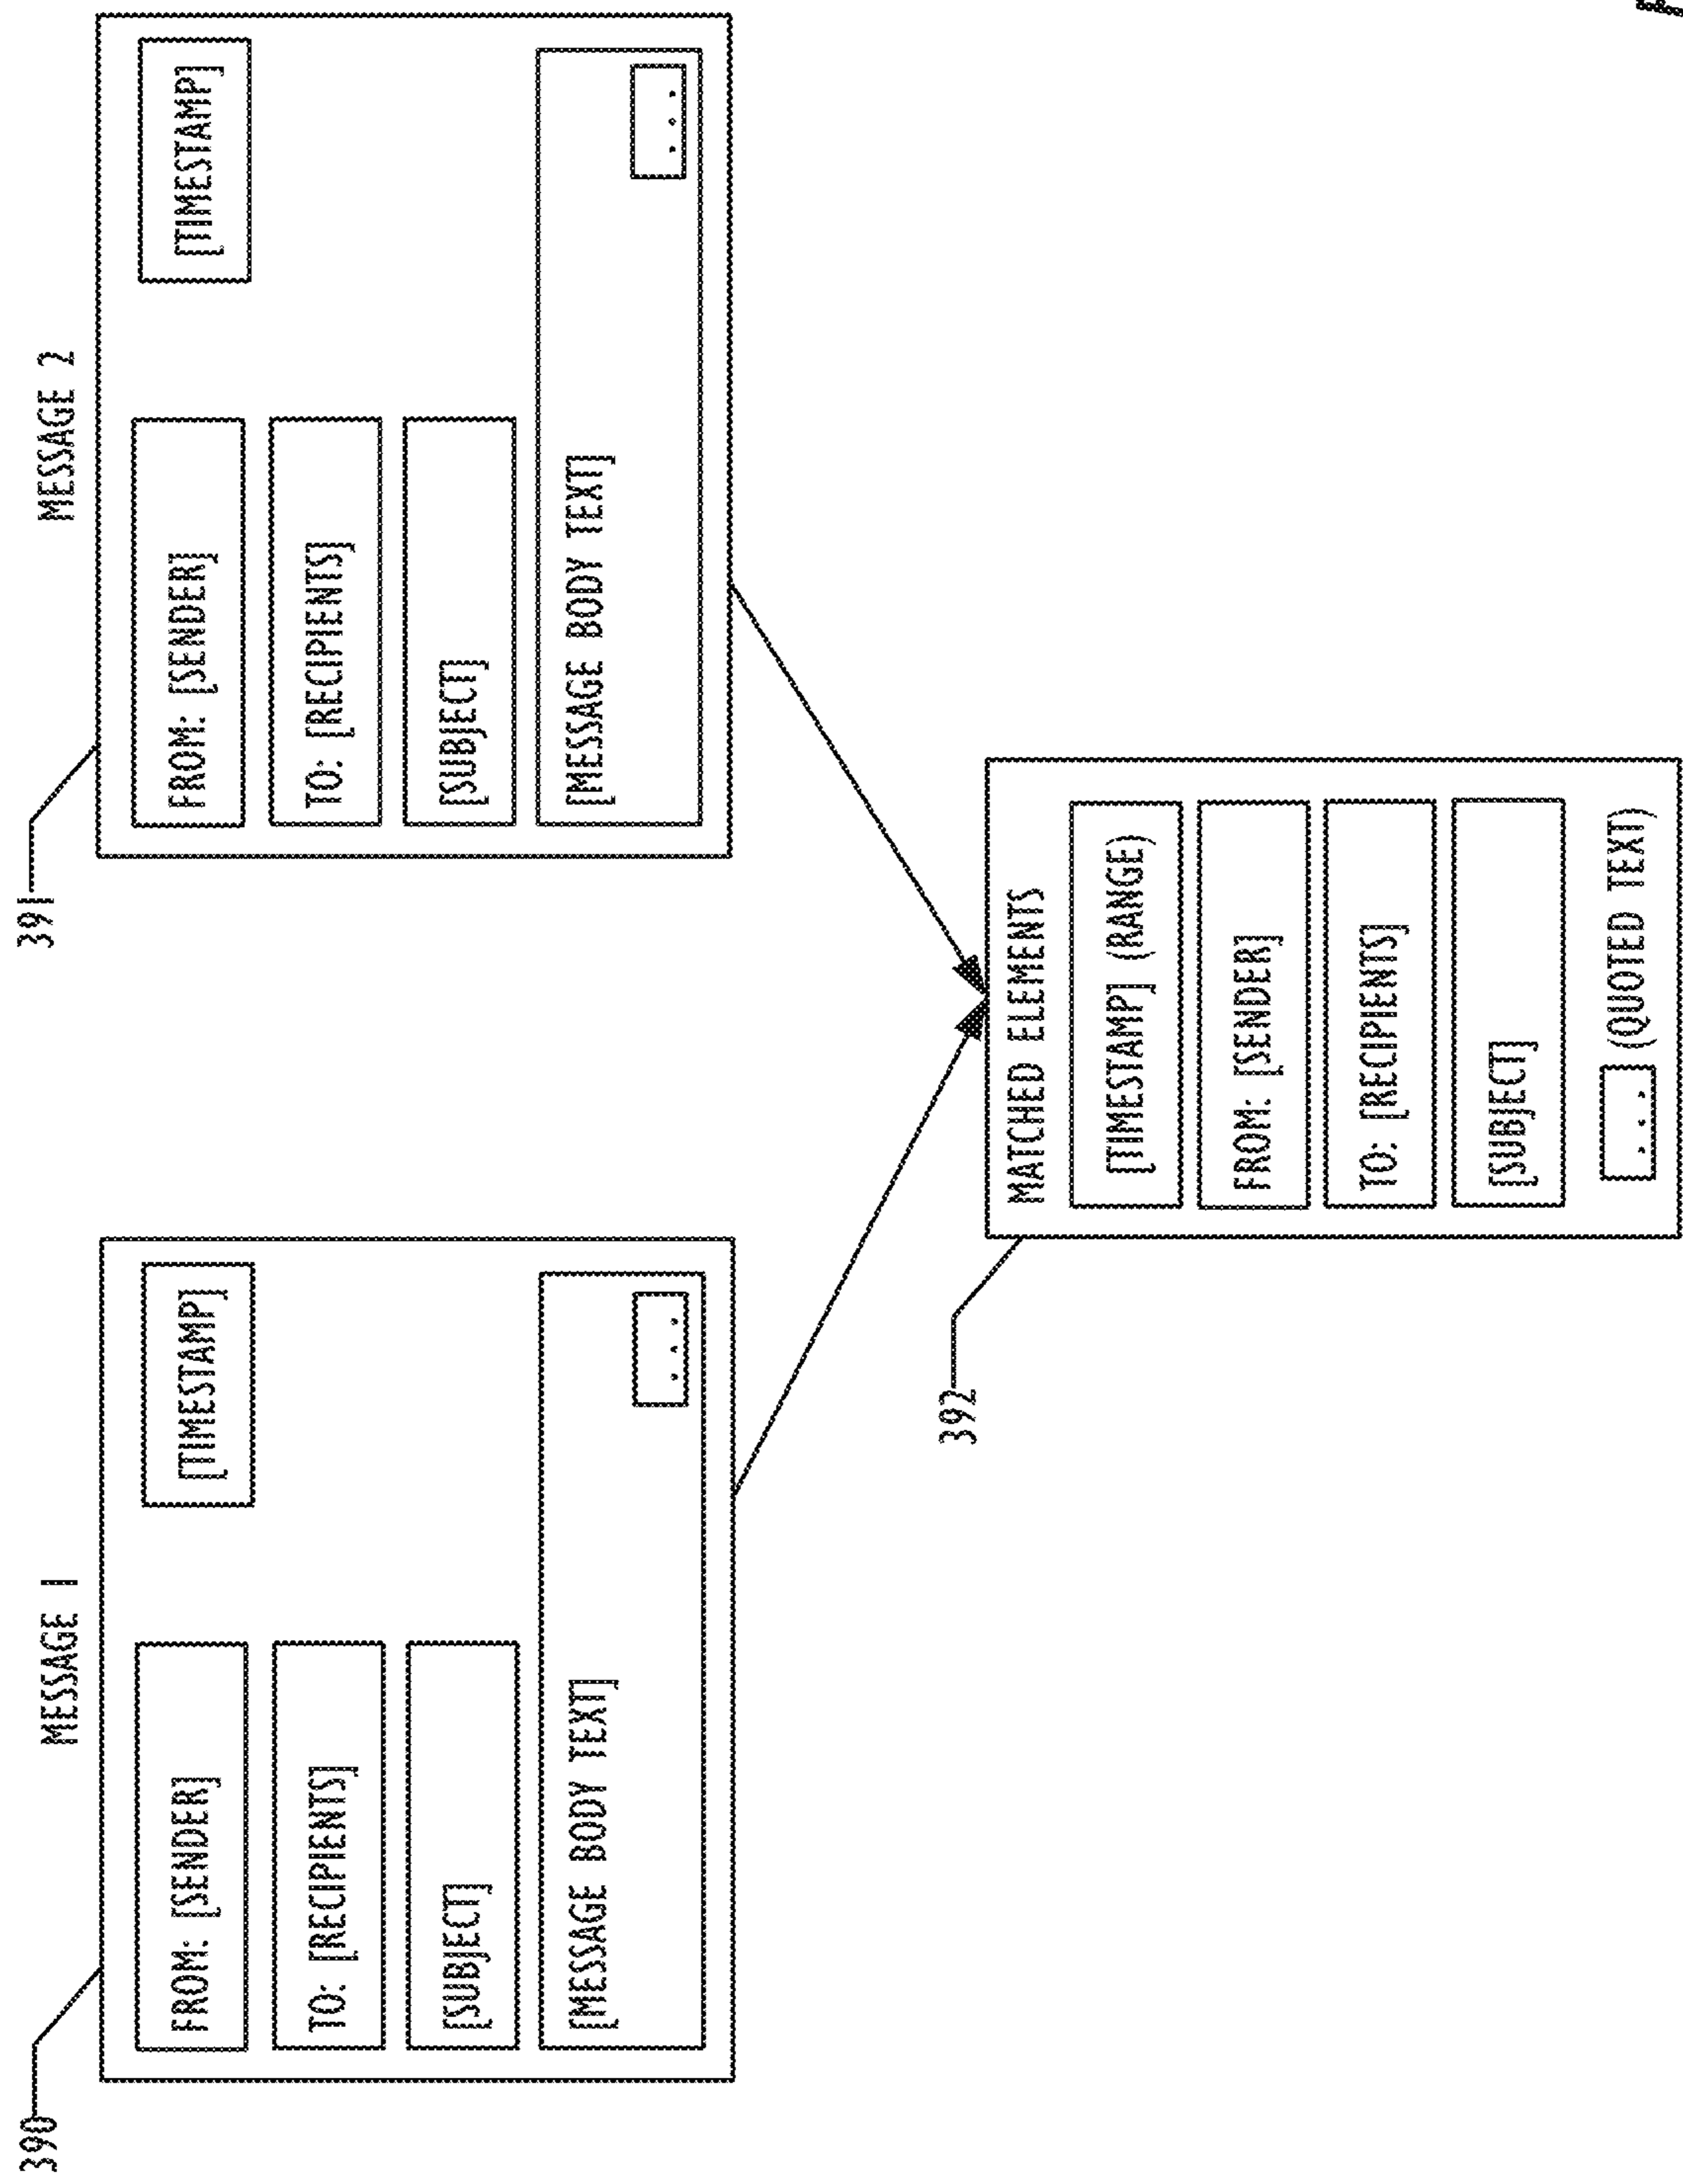 MESSAGE 1
390
FROM: [SENDER]
[TIMESTAMP]
TO: [RECIPIENTS]
[SUBJECT]
[MESSAGE BODY TEXT]
...
MESSAGE 2
391
FROM: [SENDER]
[TIMESTAMP]
TO: [RECIPIENTS]
[SUBJECT]
[MESSAGE BODY TEXT]
...
392
MATCHED ELEMENTS
[TIMESTAMP] (RANGE)
FROM: [SENDER]
TO: [RECIPIENTS]
[SUBJECT]
... (QUOTED TEXT)